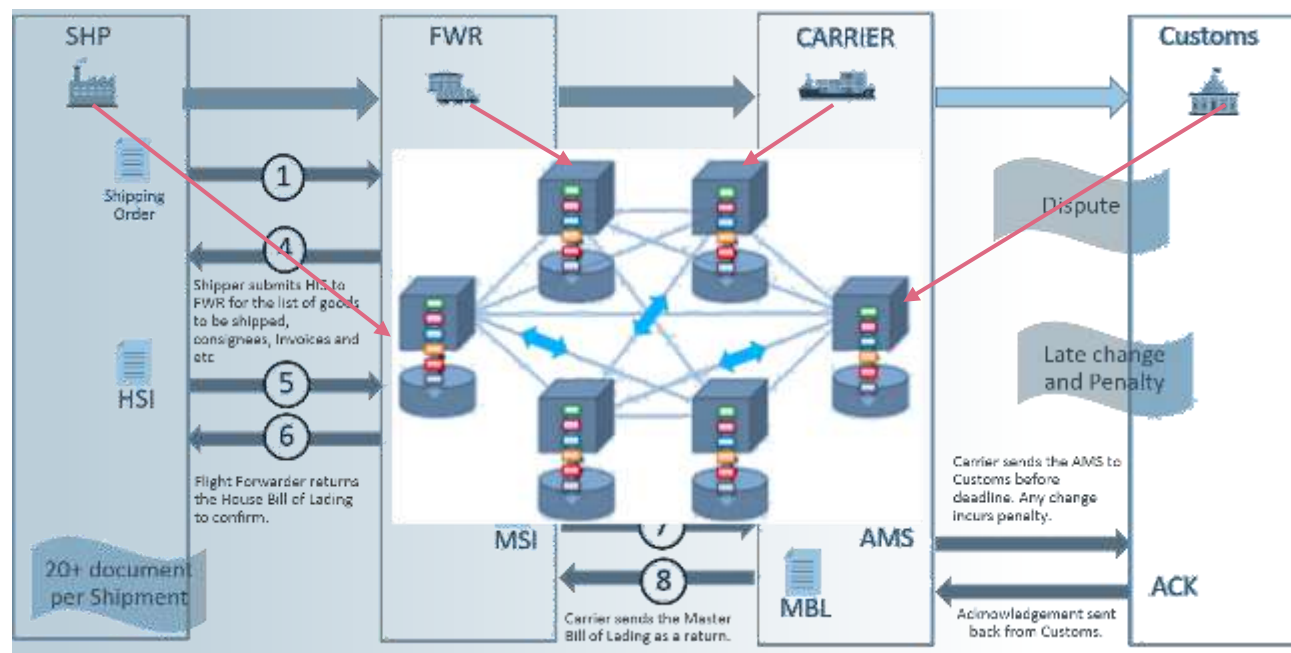 SHP
FWR
CARRIER
Customs
1
Shipping
Order
4
Shipper submits HIS to
FWR for the list of goods
to be shipped,
consignees, Invoices and
etc
HSI
5
6
Flight Forwarder returns
the House Bill of Lading
to confirm.
20+ document
per Shipment
MSI
7
8
Carrier sends the Master
Bill of Lading as a return.
MBL
AMS
Dispute
Late change
and Penalty
Carrier sends the AMS to
Customs before
deadline. Any change
incurs penalty.
ACK
Acknowledgement sent
back from Customs.